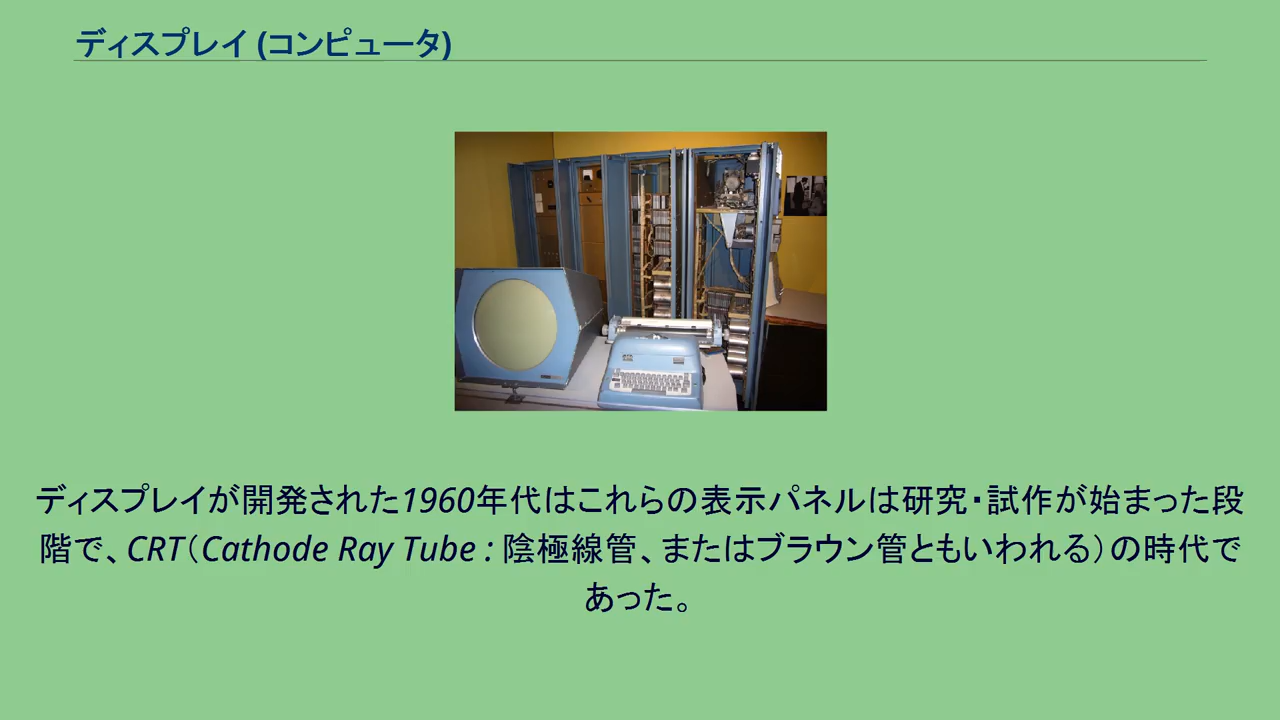 ディスプレイ (コンピュータ)
ディスプレイが開発された1960年代はこれらの表示パネルは研究・試作が始まった段
階で、CRT（Cathode Ray Tube : 陰極線管、またはブラウン管ともいわれる）の時代で
あった。